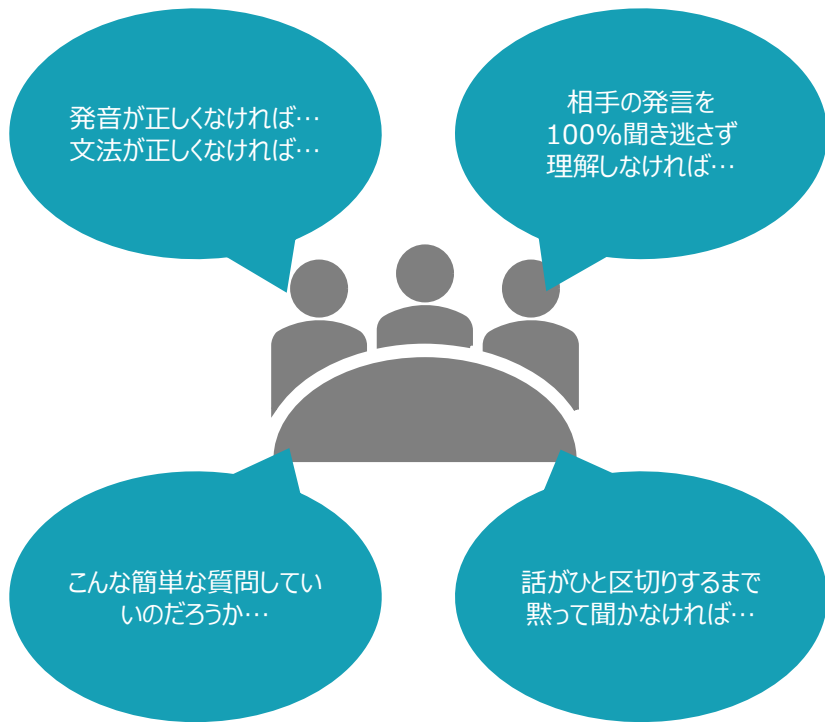 発音が正しくなければ…
文法が正しくなければ…
相手の発言を
100%聞き逃さず
理解しなければ…
こんな簡単な質問してい
いのだろうか…
話がひと区切りするまで
黙って聞かなければ…